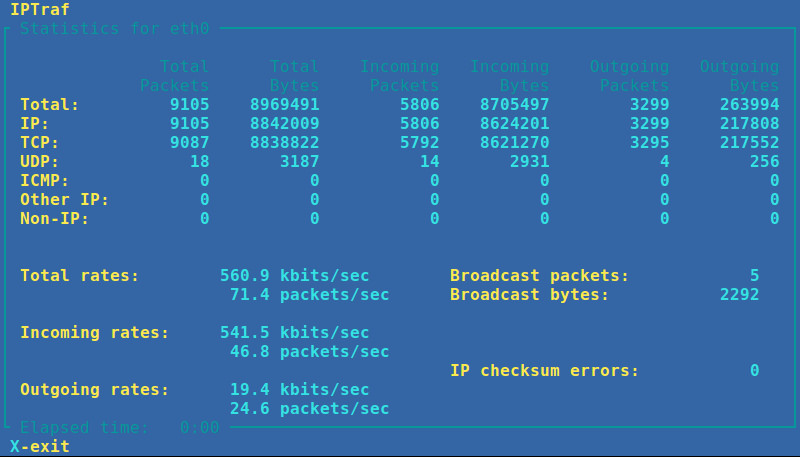 IPTraf
Statistics for eth0
Total Total Incoming Incoming Outgoing Outgoing
Packets Bytes Packets Bytes Packets Bytes
Total: 9105 8969491 5806 8705497 3299 263994
IP: 9105 8842009 5806 8624201 3299 217808
TCP: 9087 8838822 5792 8621270 3295 217552
UDP: 18 3187 14 2931 4 256
ICMP: 0 0 0 0 0 0
Other IP: 0 0 0 0 0 0
Non-IP: 0 0 0 0 0 0
Total rates: 560.9 kbits/sec Broadcast packets: 5
71.4 packets/sec Broadcast bytes: 2292
Incoming rates: 541.5 kbits/sec
46.8 packets/sec
IP checksum errors: 0
Outgoing rates: 19.4 kbits/sec
24.6 packets/sec
Elapsed time: 0:00
X-exit